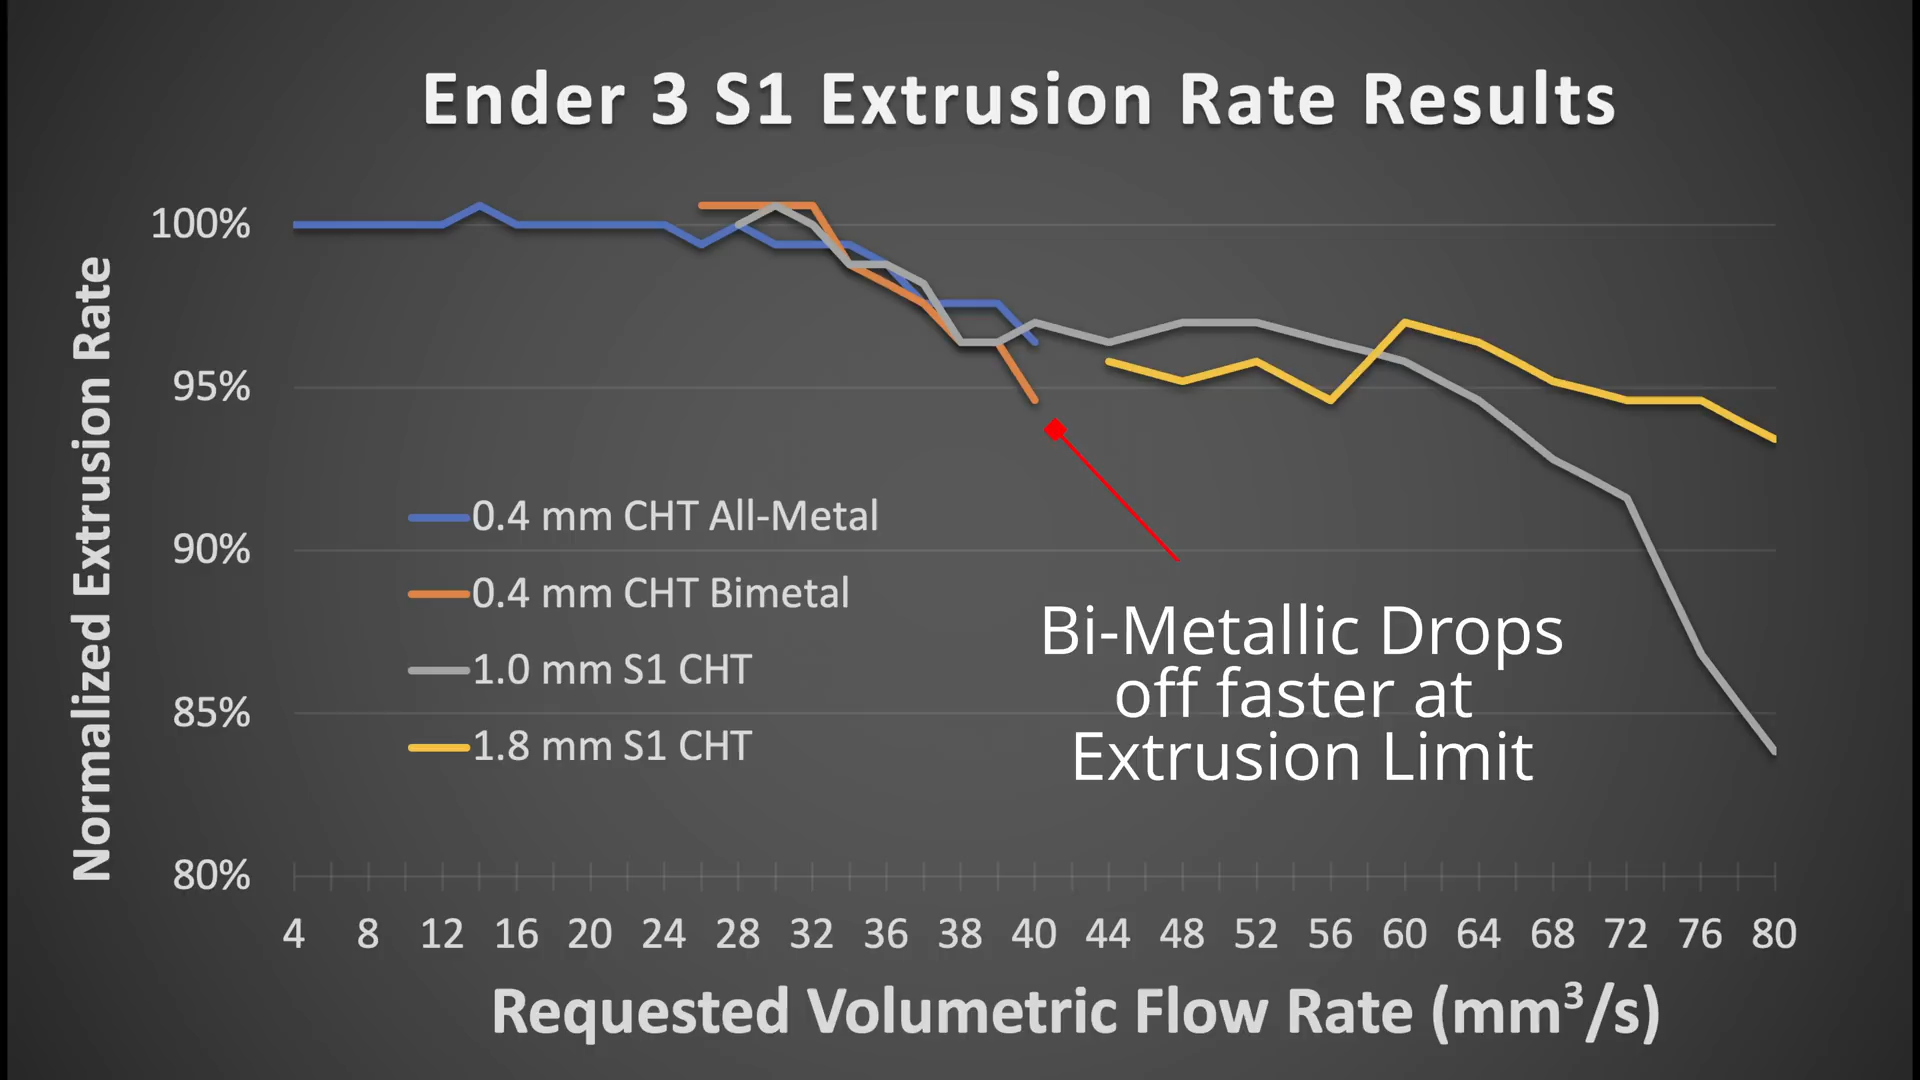 Ender 3 S1 Extrusion Rate Results
Normalized Extrusion Rate
100%
95%
90%
85%
80%
0.4 mm CHT All-Metal
0.4 mm CHT Bimetal
1.0 mm S1 CHT
1.8 mm S1 CHT
Bi-Metallic Drops
off faster at
Extrusion Limit
4 8 12 16 20 24 28 32 36 38 40 44 48 52 56 60 64 68 72 76 80
Requested Volumetric Flow Rate (mm³/s)